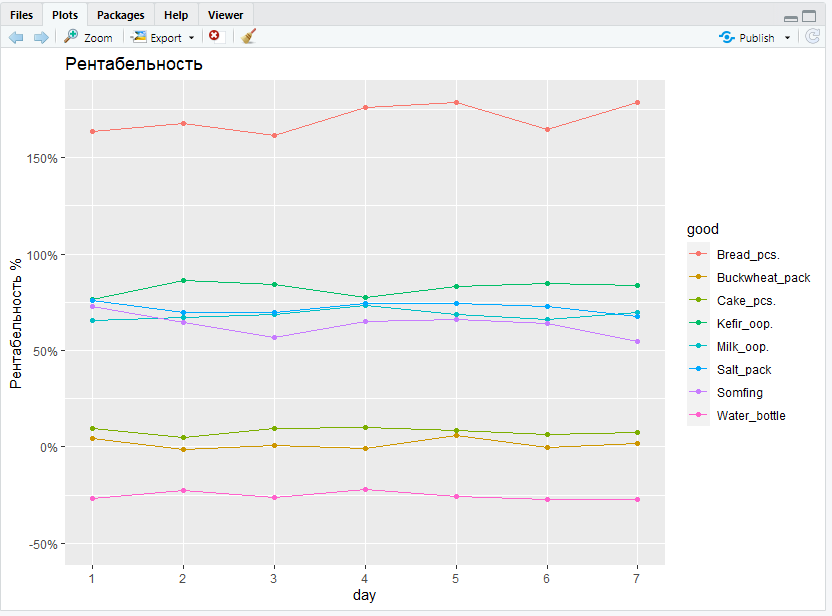 Files Plots Packages Help Viewer
Zoom Export Publish
Рентабельность
Рентабельность %
150%
100%
50%
0%
-50%
1 2 3 4 5 6 7
day
good
Bread_pcs.
Buckwheat_pack
Cake_pcs.
Kefir_oop.
Milk_oop.
Salt_pack
Somfing
Water_bottle